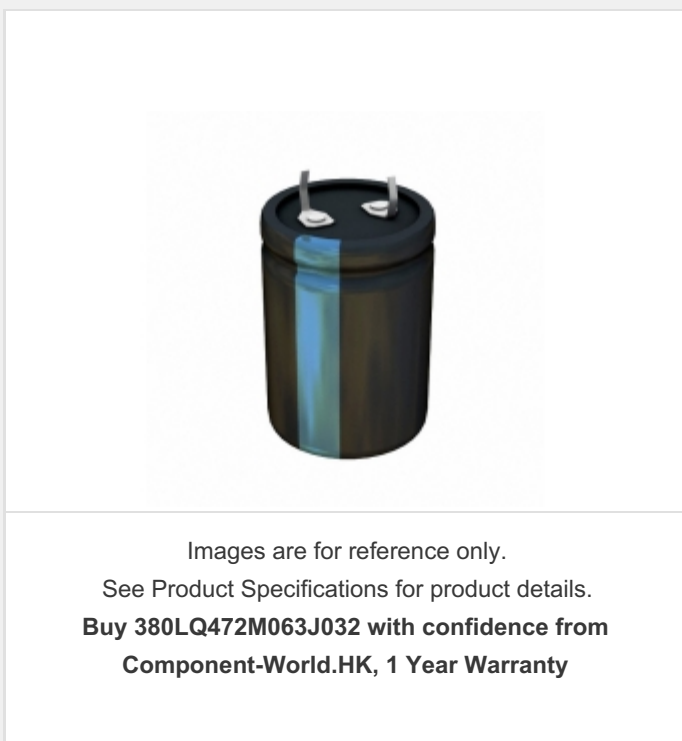 Images are for reference only.
See Product Specifications for product details.
Buy 380LQ472M063J032 with confidence from
Component-World.HK, 1 Year Warranty